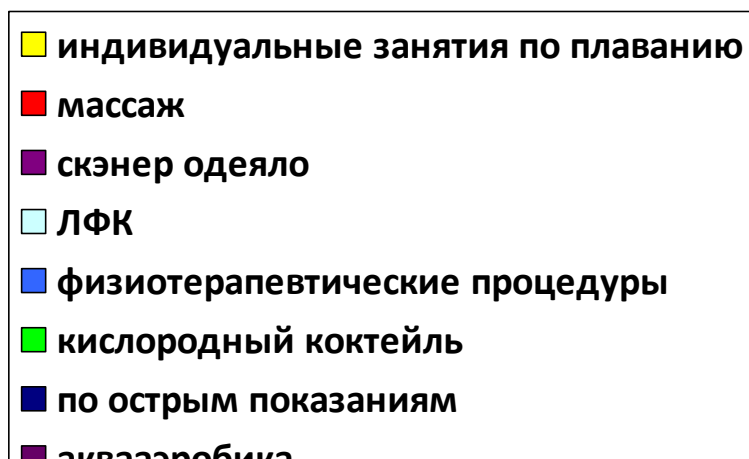 индивидуальные занятия по плаванию
массаж
скэнер одеяло
ЛФК
физиотерапевтические процедуры
кислородный коктейль
по острым показаниям
аквааэробика